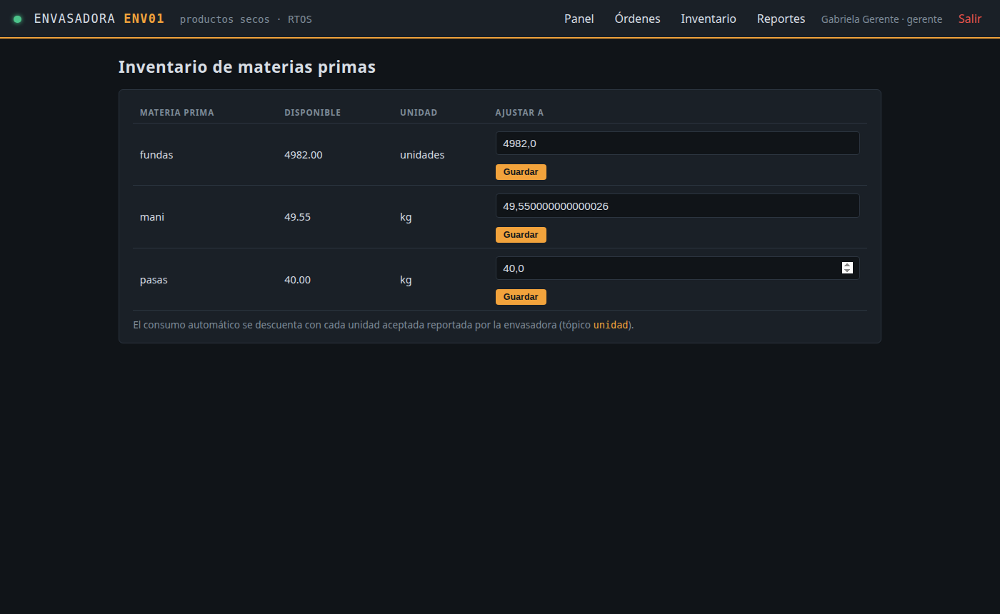 ENVASADORA ENV01 productos secos · RTOS Panel Órdenes Inventario Reportes Gabriela Gerente · gerente Salir
Inventario de materias primas
MATERIA PRIMA DISPONIBLE UNIDAD AJUSTAR A
fundas 4982.00 unidades 4982,0
Guardar
mani 49.55 kg 49,550000000000026
Guardar
pasas 40.00 kg 40,0
Guardar
El consumo automático se descuenta con cada unidad aceptada reportada por la envasadora (tópico unidad).